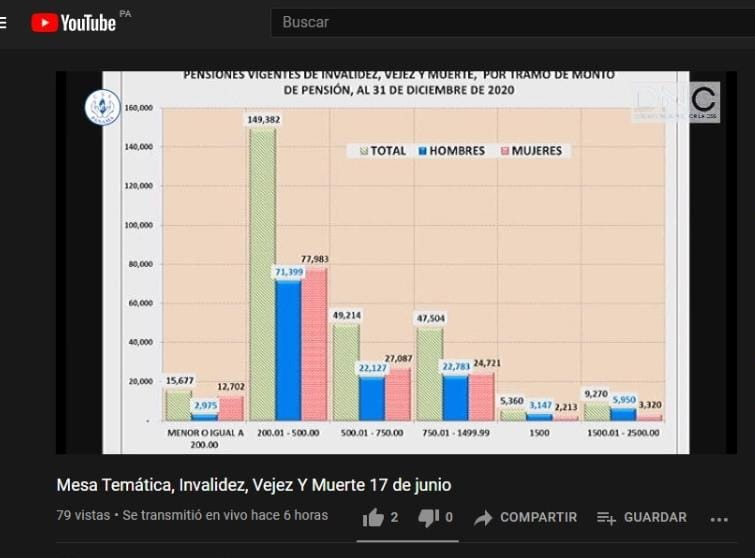 YouTube PA
Buscar
PENSIONES VIGENTES DE INVALIDEZ, VEJEZ Y MUERTE, POR TRAMO DE MONTO
DE PENSIÓN, AL 31 DE DICIEMBRE DE 2020
DNC
160,000
149,382
140,000
TOTAL HOMBRES MUJERES
120,000
100,000
80,000
77,983
71,399
60,000
49,214
47,504
40,000
27,087
22,127
22,783
24,721
20,000
15,677
2,975
12,702
5,360
3,147
2,213
9,270
5,950
3,320
-
MENOR O IGUAL A
200.00
200.01 - 500.00
500.01 - 750.00
750.01 - 1499.99
1500
1500.01 - 2500.00
Mesa Temática, Invalidez, Vejez Y Muerte 17 de junio
79 vistas • Se transmitió en vivo hace 6 horas
2
0
COMPARTIR
GUARDAR